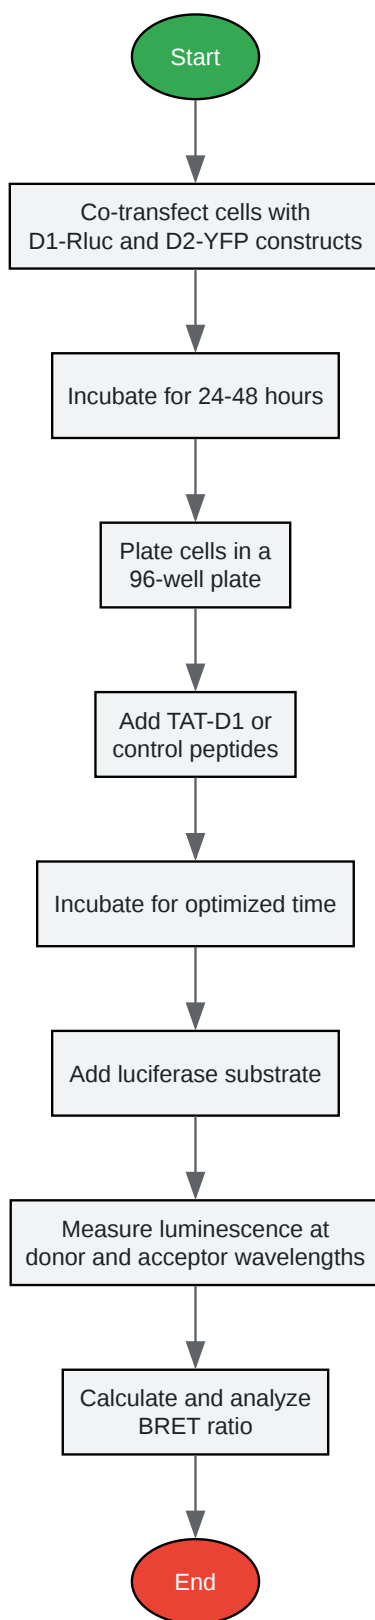 Start
Co-transfect cells with
D1-Rluc and D2-YFP constructs
Incubate for 24-48 hours
Plate cells in a
96-well plate
Add TAT-D1 or
control peptides
Incubate for optimized time
Add luciferase substrate
Measure luminescence at
donor and acceptor wavelengths
Calculate and analyze
BRET ratio
End